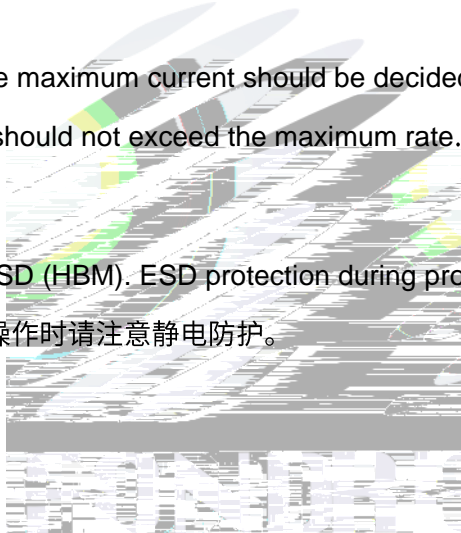 e maximum current should be decided
should not exceed the maximum rate.
SD (HBM). ESD protection during pro
操作时请注意静电防护。